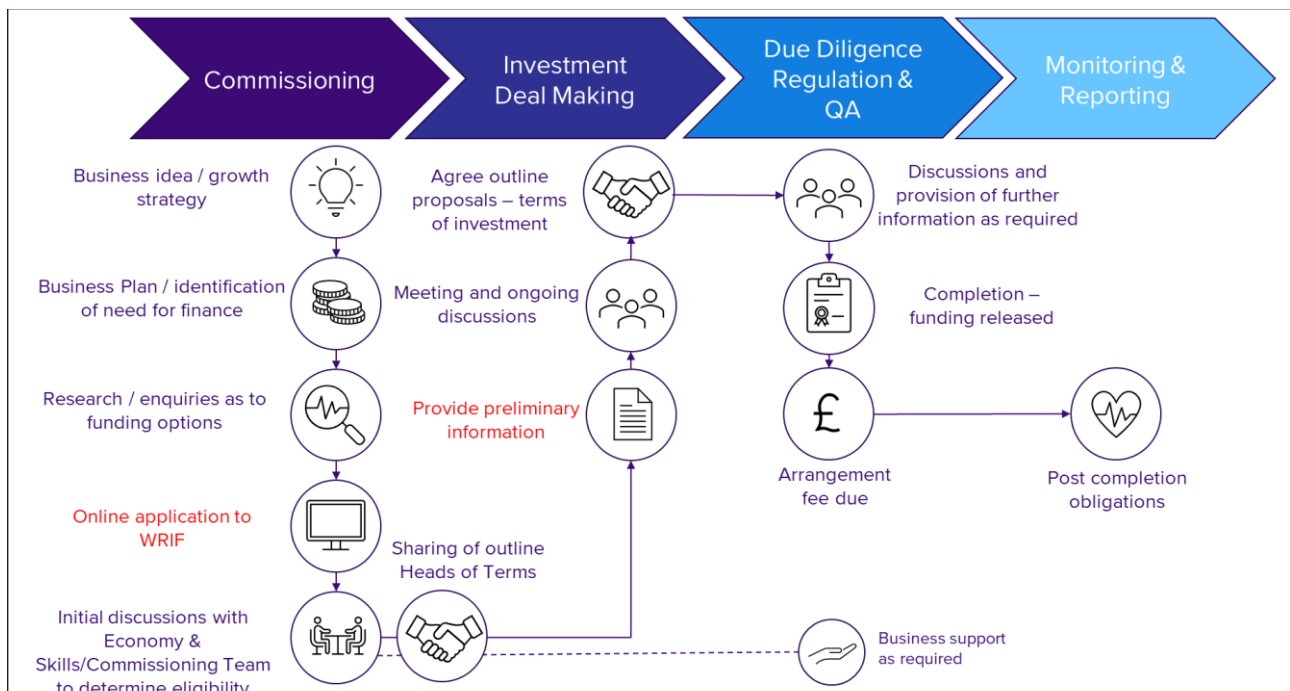 Commissioning
Investment
Deal Making
Due Diligence
Regulation &
QA
Monitoring &
Reporting
Business idea / growth
strategy
Business Plan / identification
of need for finance
Research / enquiries as to
funding options
Online application to
WRIF
Initial discussions with
Economy &
Skills/Commissioning Team
to determine eligibility
Sharing of outline
Heads of Terms
Agree outline
proposals – terms
of investment
Meeting and ongoing
discussions
Provide preliminary
information
Discussions and
provision of further
information as required
Completion –
funding released
£
Arrangement
fee due
Post completion
obligations
Business support
as required